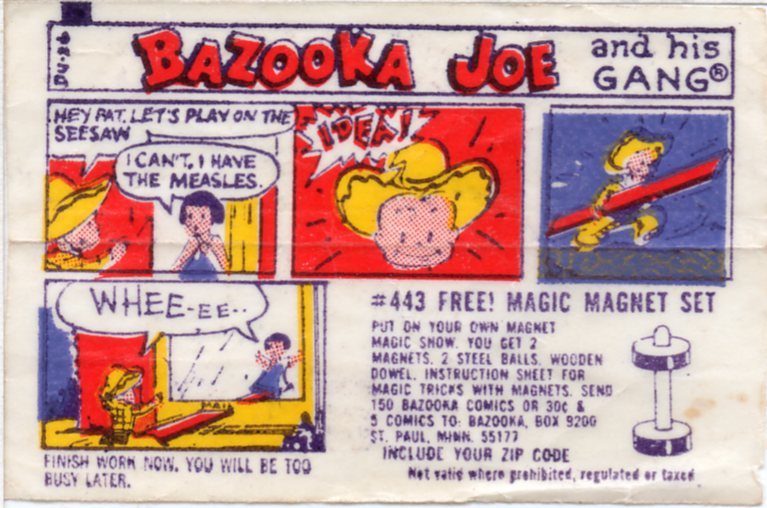 DU-26
BAZOOKA JOE
and his
GANG®
HEY PAT, LET'S PLAY ON THE
SEESAW
I CAN'T, I HAVE
THE MEASLES.
IDEA!
WHEE-EE..
FINISH WORK NOW. YOU WILL BE TOO
BUSY LATER.
#443 FREE! MAGIC MAGNET SET
PUT ON YOUR OWN MAGNET
MAGIC SHOW. YOU GET 2
MAGNETS, 2 STEEL BALLS, WOODEN
DOWEL, INSTRUCTION SHEET FOR
MAGIC TRICKS WITH MAGNETS. SEND
150 BAZOOKA COMICS OR 30¢ &
5 COMICS TO: BAZOOKA, BOX 9200
ST. PAUL, MINN. 55177
INCLUDE YOUR ZIP CODE
Not valid where prohibited, regulated or taxed